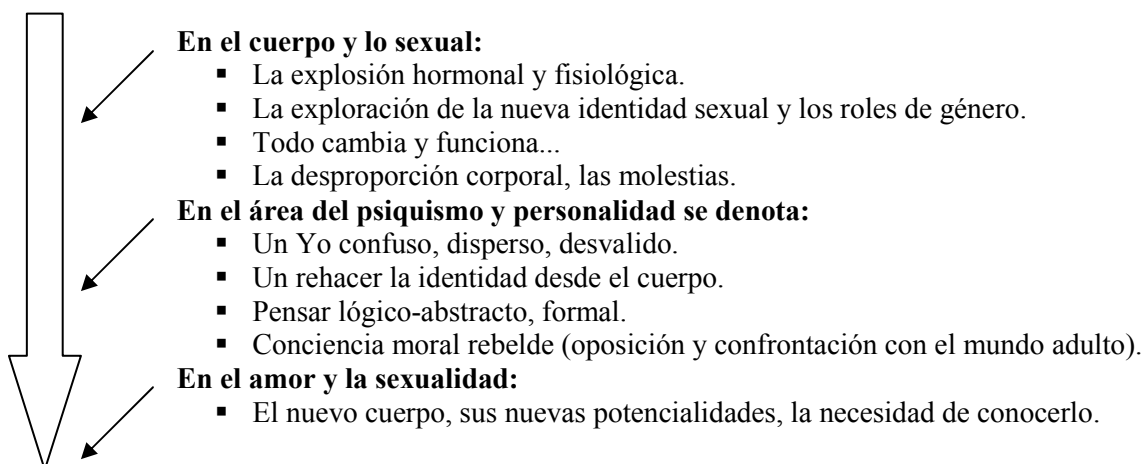 En el cuerpo y lo sexual:
▪ La explosión hormonal y fisiológica.
▪ La exploración de la nueva identidad sexual y los roles de género.
▪ Todo cambia y funciona...
▪ La desproporción corporal, las molestias.
En el área del psiquismo y personalidad se denota:
▪ Un Yo confuso, disperso, desvalido.
▪ Un rehacer la identidad desde el cuerpo.
▪ Pensar lógico-abstracto, formal.
▪ Conciencia moral rebelde (oposición y confrontación con el mundo adulto).
En el amor y la sexualidad:
▪ El nuevo cuerpo, sus nuevas potencialidades, la necesidad de conocerlo.